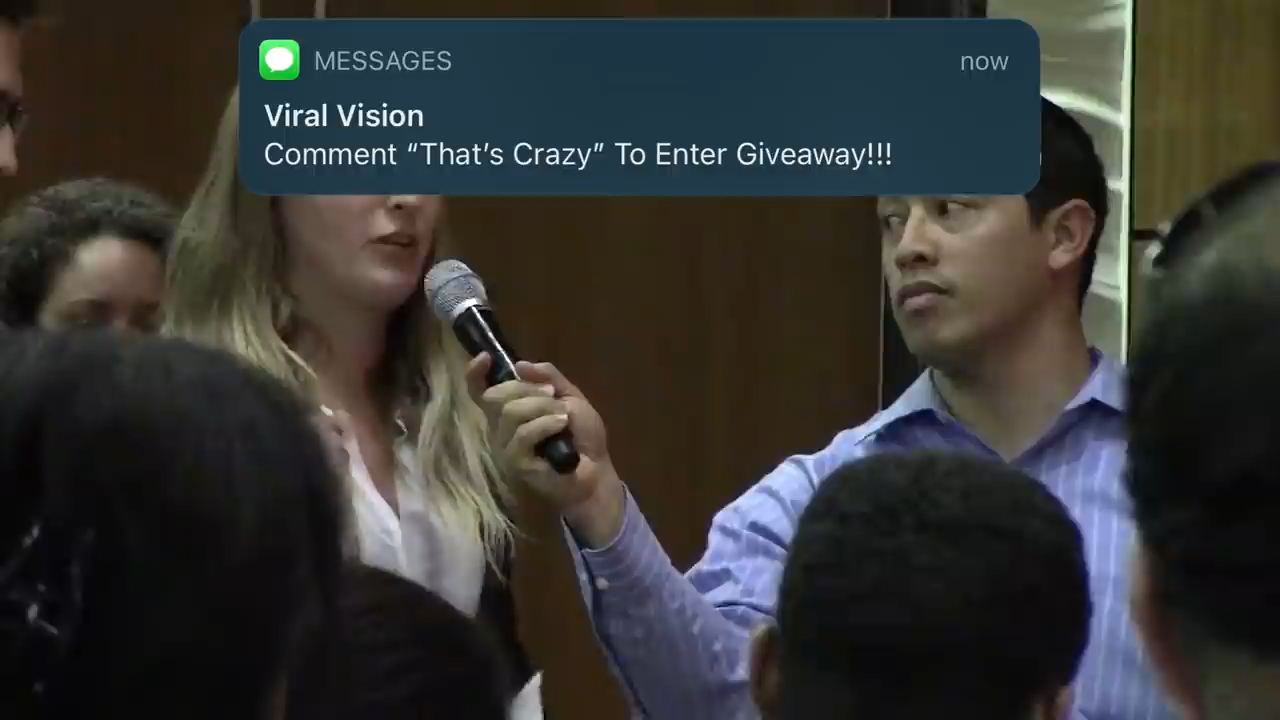 MESSAGES now
Viral Vision
Comment “That’s Crazy” To Enter Giveaway!!!